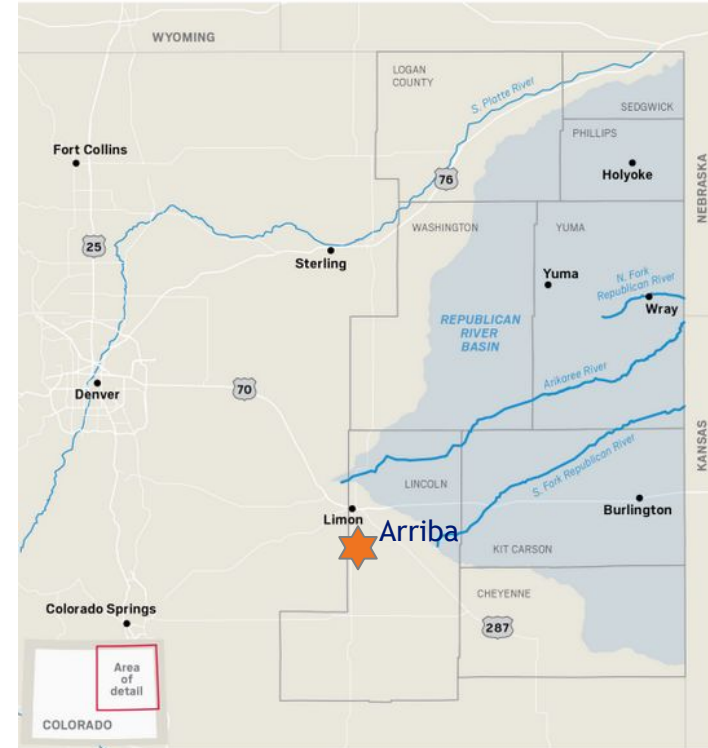 WYOMING
LOGAN
COUNTY
S. Platte River
SEDGWICK
PHILLIPS
Fort Collins
Holyoke
76
NEBRASKA
WASHINGTON
YUMA
25
Sterling
Yuma
N. Fork
Republican River
Wray
REPUBLICAN
RIVER
BASIN
Arikaree River
Denver
70
KANSAS
S. Fork Republican River
LINCOLN
Limon
Arriba
Burlington
KIT CARSON
CHEYENNE
Colorado Springs
287
Area
of
detail
COLORADO